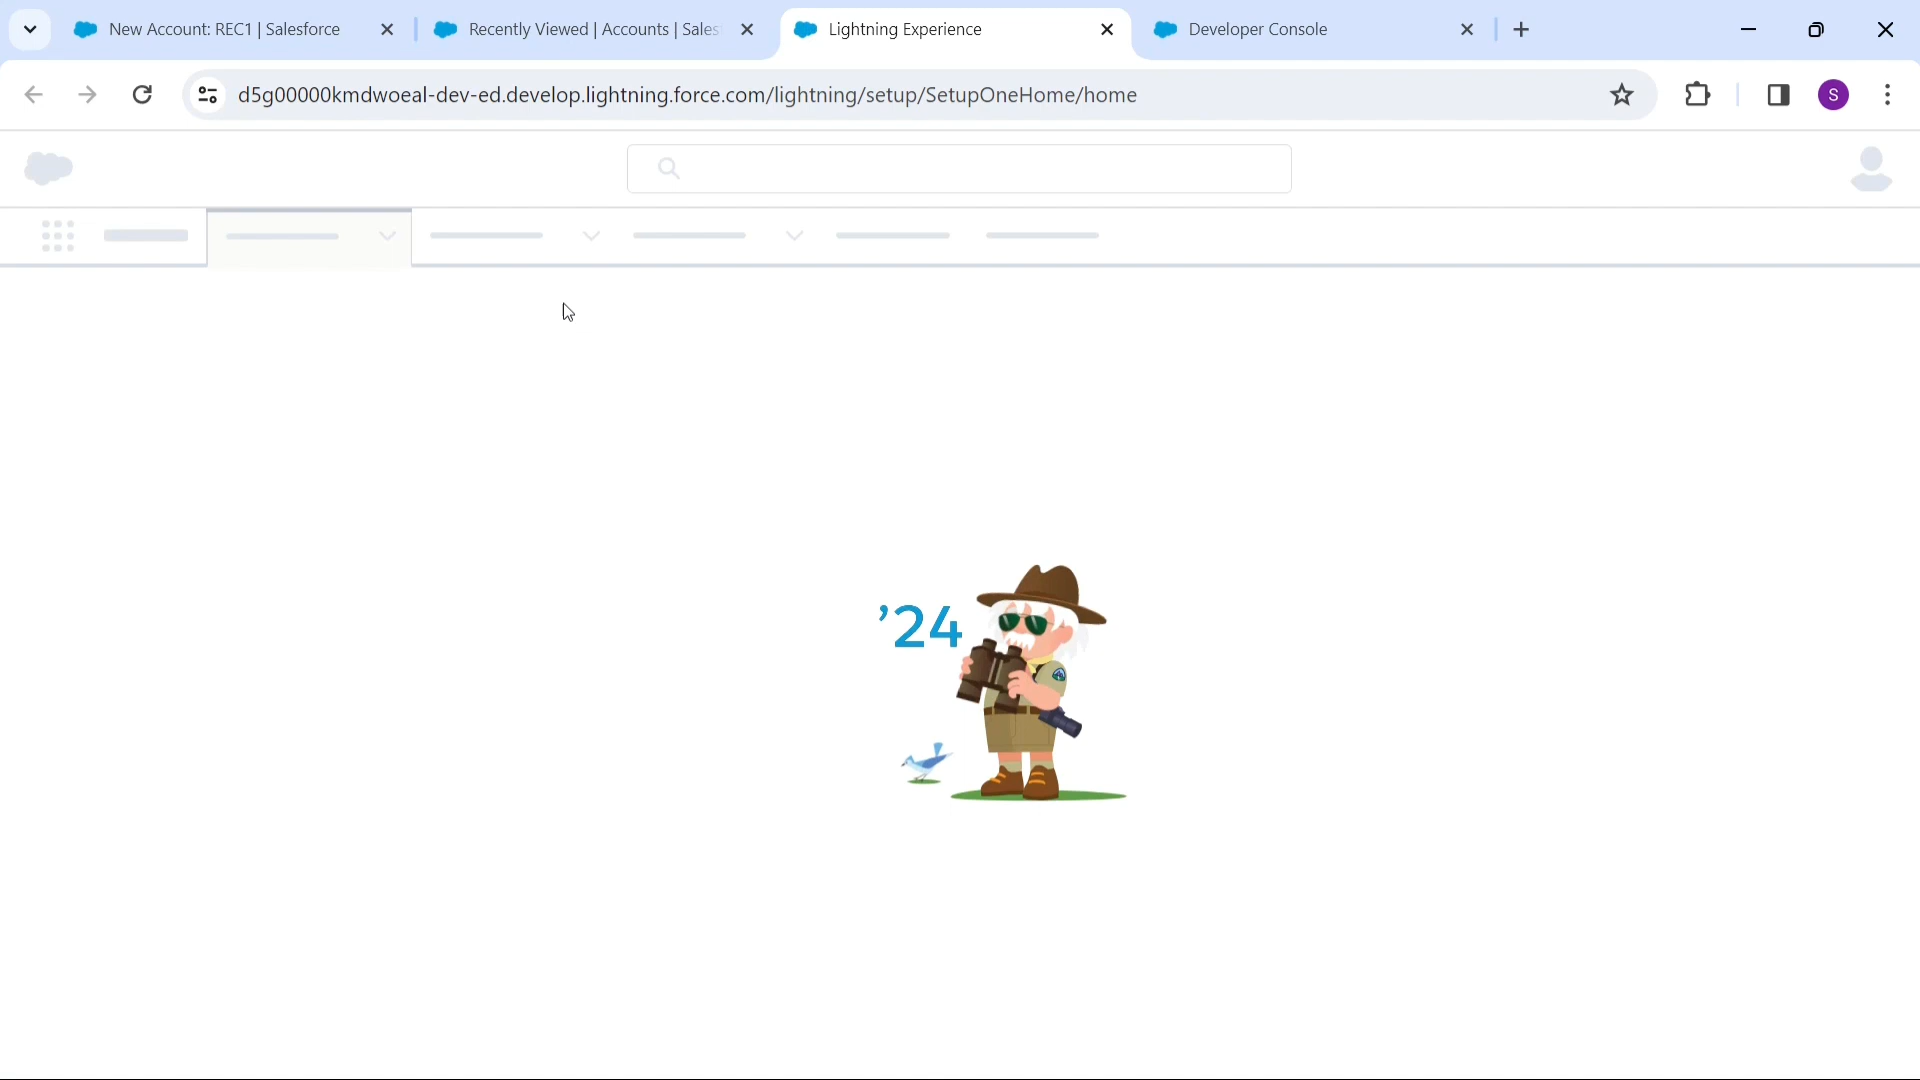 New Account: REC1 | Salesforce
Recently Viewed | Accounts | Sales
Lightning Experience
Developer Console
d5g00000kmdwoeal-dev-ed.develop.lightning.force.com/lightning/setup/SetupOneHome/home
S
’24